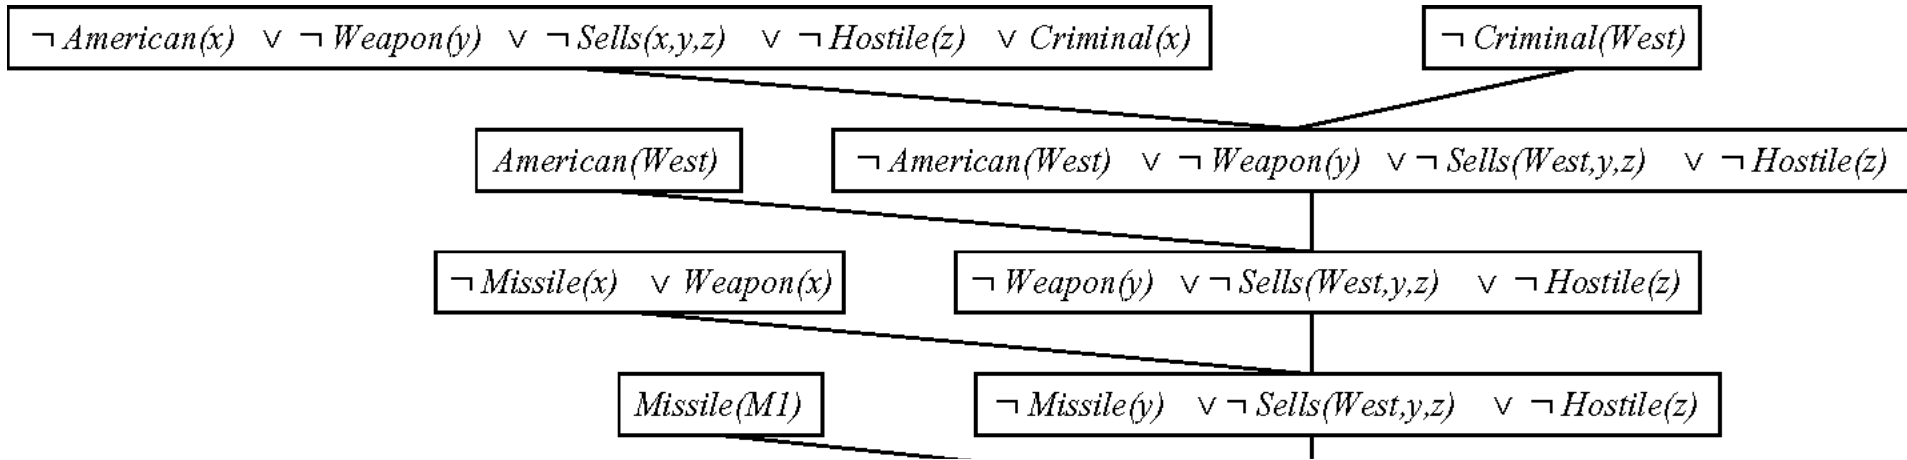 ¬ American(x) ∨ ¬ Weapon(y) ∨ ¬ Sells(x,y,z) ∨ ¬ Hostile(z) ∨ Criminal(x) ¬ Criminal(West)
American(West) ¬ American(West) ∨ ¬ Weapon(y) ∨ ¬ Sells(West,y,z) ∨ ¬ Hostile(z)
¬ Missile(x) ∨ Weapon(x) ¬ Weapon(y) ∨ ¬ Sells(West,y,z) ∨ ¬ Hostile(z)
Missile(M1) ¬ Missile(y) ∨ ¬ Sells(West,y,z) ∨ ¬ Hostile(z)